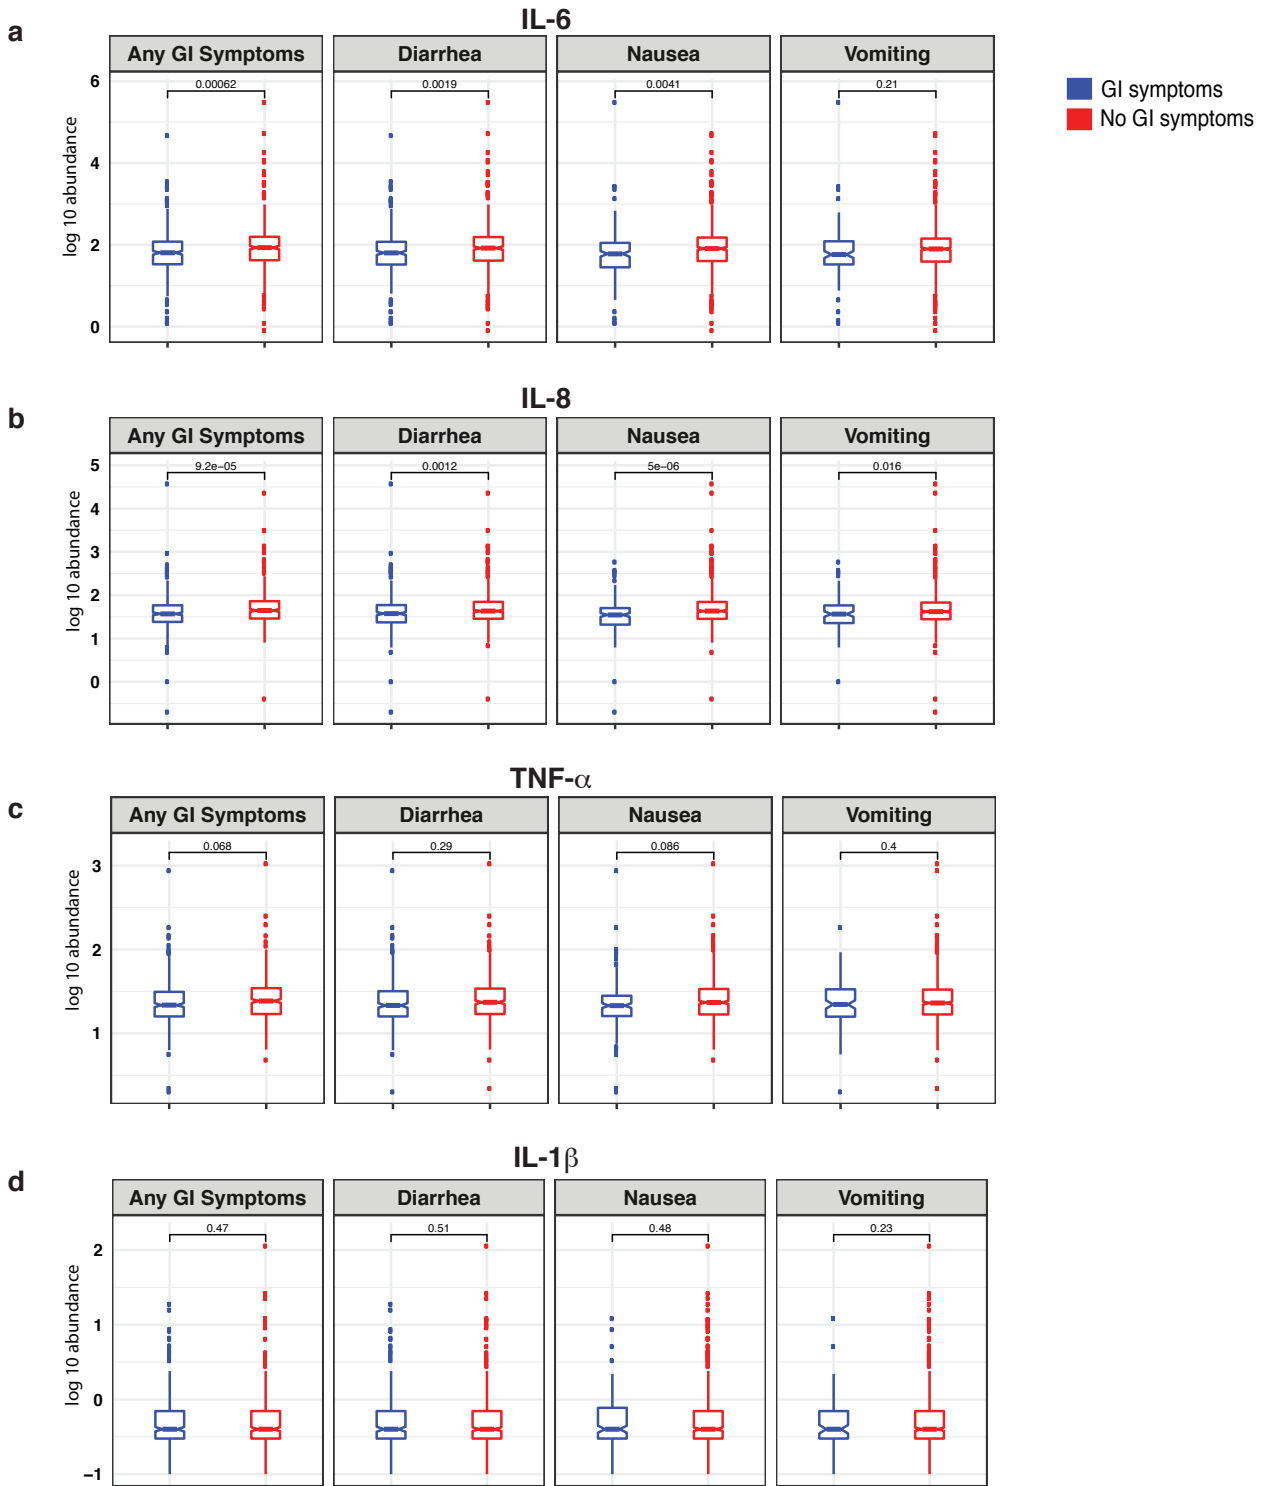 a
IL-6
Any GI Symptoms Diarrhea Nausea Vomiting
0.00062 0.0019 0.0041 0.21
6
4
2
0
log 10 abundance
GI symptoms
No GI symptoms
b
IL-8
Any GI Symptoms Diarrhea Nausea Vomiting
9.2e−05 0.0012 5e−06 0.016
5
4
3
2
1
0
log 10 abundance
c
TNF-α
Any GI Symptoms Diarrhea Nausea Vomiting
0.068 0.29 0.086 0.4
3
2
1
log 10 abundance
d
IL-1β
Any GI Symptoms Diarrhea Nausea Vomiting
0.47 0.51 0.48 0.23
2
1
0
−1
log 10 abundance